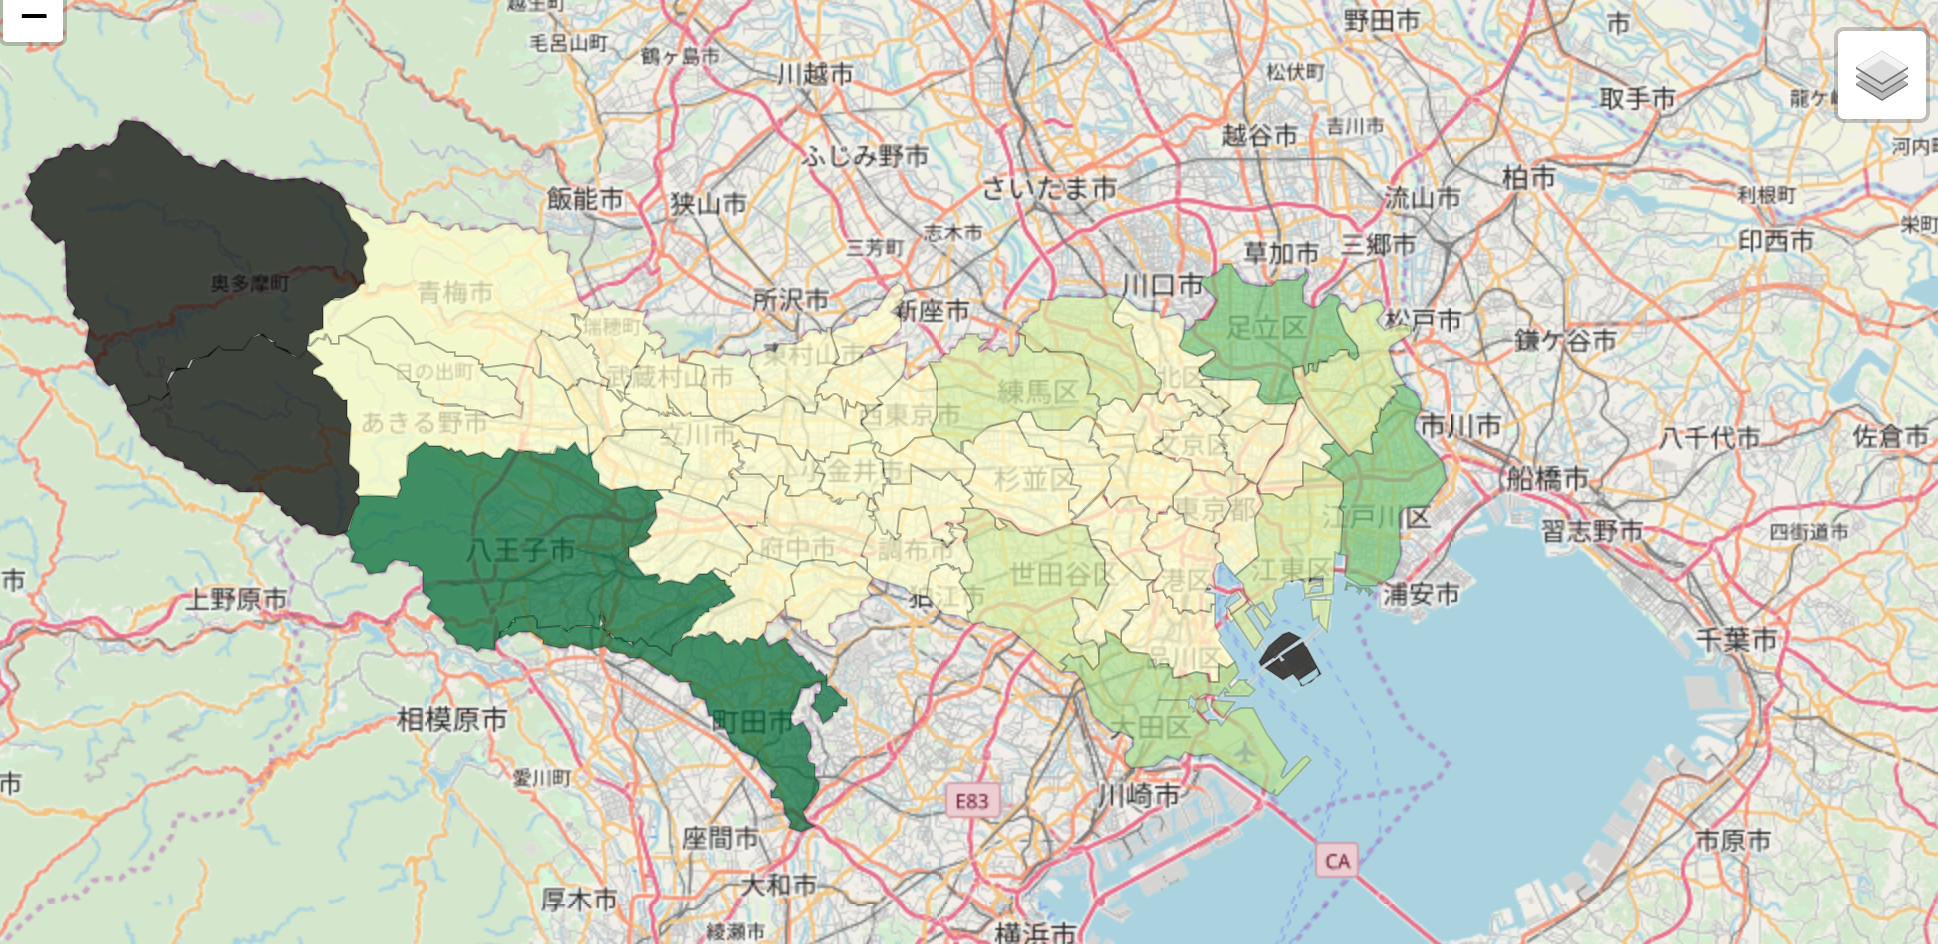 越生町
野田市
市
毛呂山町
鶴ヶ島市
川越市
松伏町
取手市
越谷市
吉川市
河内町
ふじみ野市
柏市
さいたま市
飯能市
狭山市
流山市
利根町
栄町
志木市
三芳町
草加市
三郷市
印西市
奥多摩町
青梅市
川口市
所沢市
新座市
瑞穂町
足立区
松戸市
鎌ケ谷市
東村山市
日の出町
武蔵村山市
練馬区
北区
あきる野市
西東京市
立川市
文京区
市川市
八千代市
佐倉市
小金井市
杉並区
船橋市
東京都
江戸川区
習志野市
四街道市
八王子市
府中市
調布市
世田谷区
港区
江東区
市
上野原市
狛江市
浦安市
千葉市
品川区
相模原市
町田市
大田区
市
愛川町
E83
川崎市
座間市
市原市
CA
大和市
厚木市
綾瀬市
横浜市